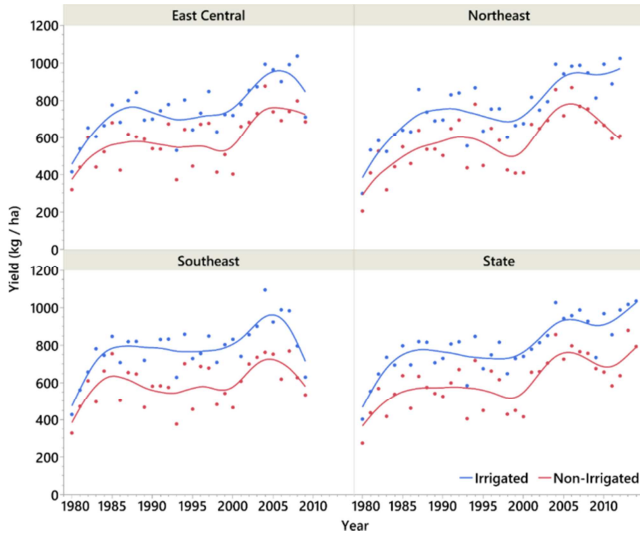 East Central
Northeast
1200
1000
800
600
400
200
0
Southeast
State
1200
1000
800
600
400
200
0
Yield (kg / ha)
Irrigated
Non-Irrigated
1980 1985 1990 1995 2000 2005 2010
1980 1985 1990 1995 2000 2005 2010
Year